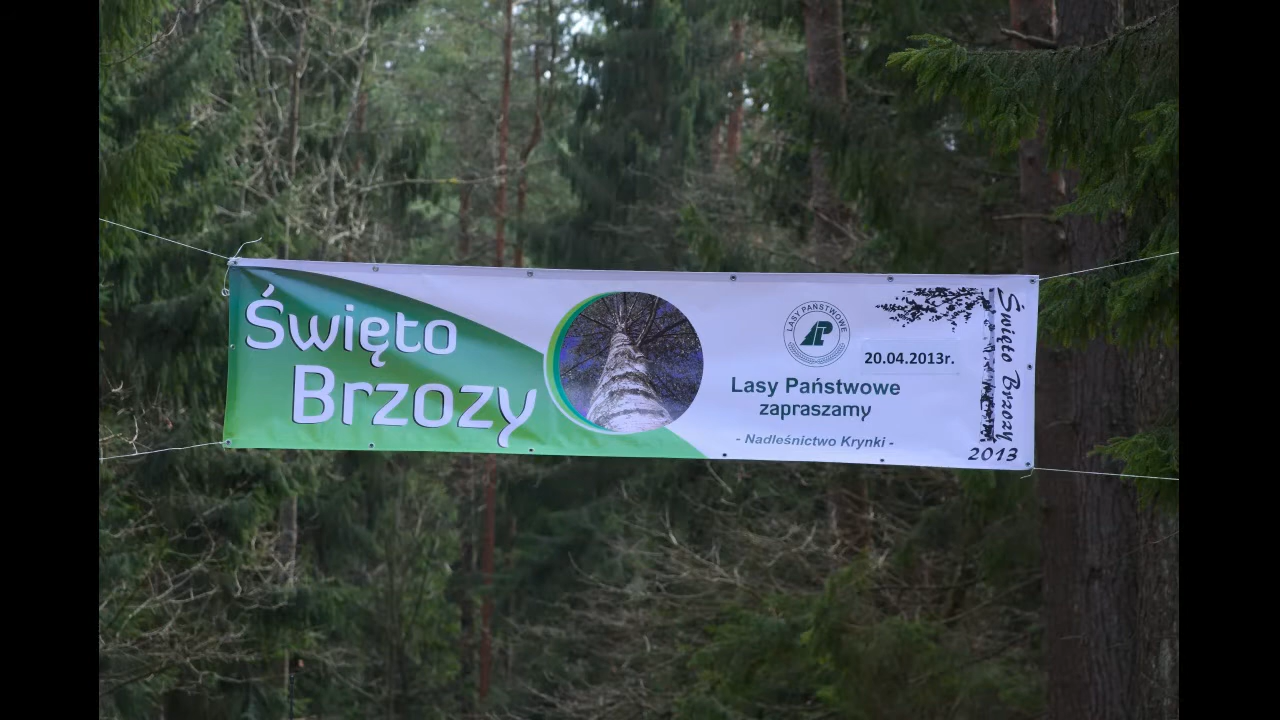 Święto
Brzozy
LASY PAŃSTWOWE
20.04.2013r.
Lasy Państwowe
zapraszamy
- Nadleśnictwo Krynki -
Święto Brzozy
2013